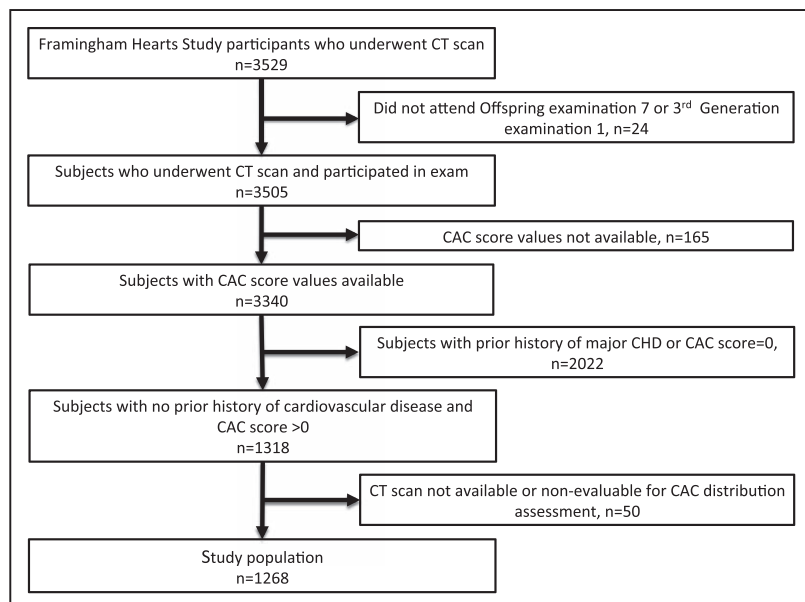 Framingham Hearts Study participants who underwent CT scan
n=3529
Did not attend Offspring examination 7 or 3rd Generation
examination 1, n=24
Subjects who underwent CT scan and participated in exam
n=3505
CAC score values not available, n=165
Subjects with CAC score values available
n=3340
Subjects with prior history of major CHD or CAC score=0,
n=2022
Subjects with no prior history of cardiovascular disease and
CAC score >0
n=1318
CT scan not available or non-evaluable for CAC distribution
assessment, n=50
Study population
n=1268